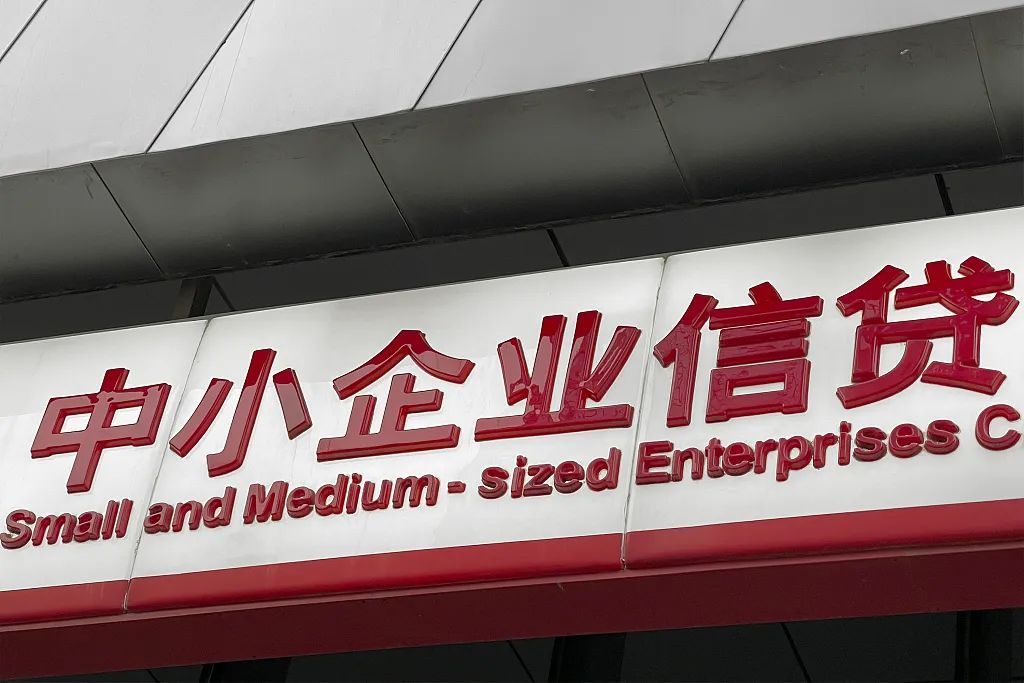 中小企业信贷
Small and Medium - sized Enterprises C